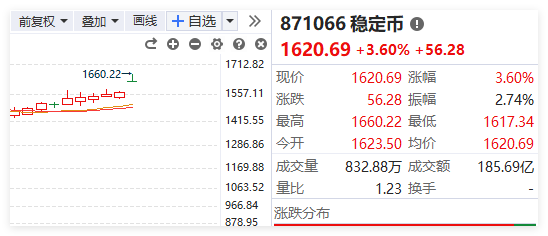 前复权 叠加 画线 +自选 >>
871066 稳定币
1620.69 +3.60% +56.28
1660.22
1712.82
1557.11
1415.55
1286.86
1169.88
1063.52
966.84
878.95
现价 1620.69 涨幅 3.60%
涨跌 56.28 振幅 2.74%
最高 1660.22 最低 1617.34
今开 1623.50 均价 1620.69
成交量 832.88万 成交额 185.69亿
量比 1.23 换手 -
涨跌分布